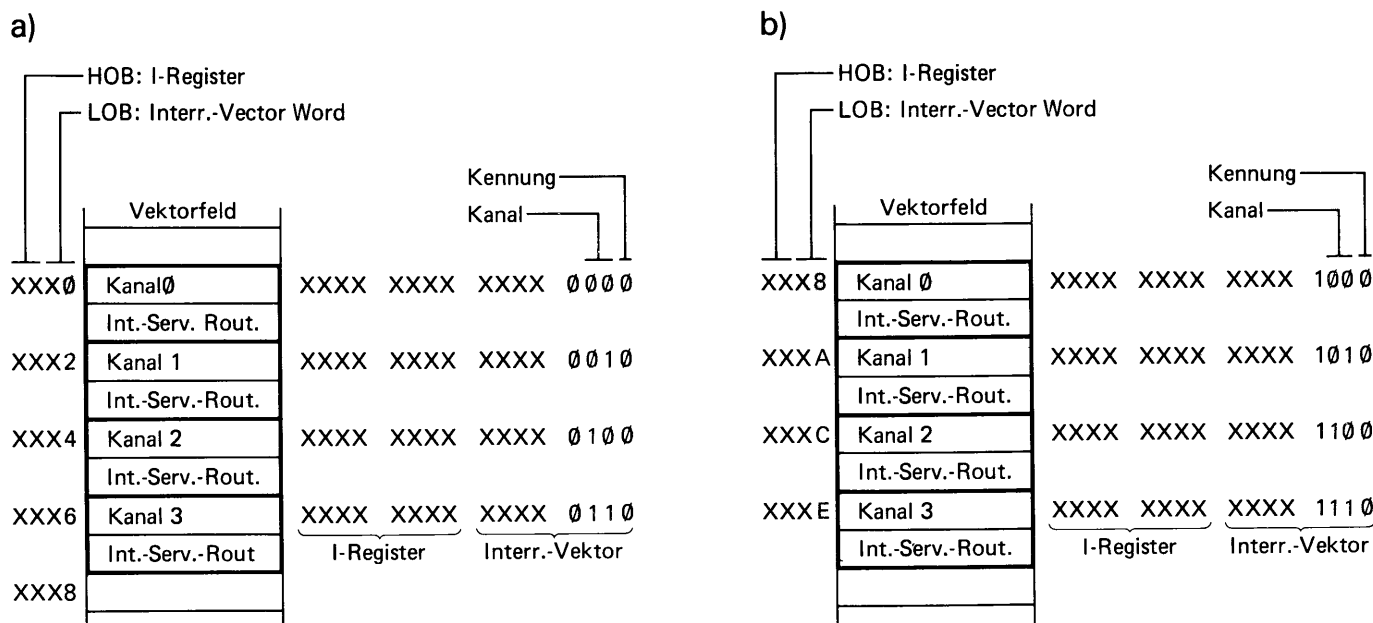 a)
HOB: I-Register
LOB: Interr.-Vector Word
Kennung
Kanal
Vektorfeld
XXXØ Kanal Ø XXXX XXXX XXXX ØØØØ
Int.-Serv. Rout.
XXX2 Kanal 1 XXXX XXXX XXXX ØØ1Ø
Int.-Serv.-Rout.
XXX4 Kanal 2 XXXX XXXX XXXX Ø1ØØ
Int.-Serv.-Rout.
XXX6 Kanal 3 XXXX XXXX XXXX Ø11Ø
Int.-Serv.-Rout
I-Register Interr.-Vektor
XXX8
b)
HOB: I-Register
LOB: Interr.-Vector Word
Kennung
Kanal
Vektorfeld
XXX8 Kanal Ø XXXX XXXX XXXX 1ØØØ
Int.-Serv.-Rout.
XXXA Kanal 1 XXXX XXXX XXXX 1Ø1Ø
Int.-Serv.-Rout.
XXXC Kanal 2 XXXX XXXX XXXX 11ØØ
Int.-Serv.-Rout.
XXXE Kanal 3 XXXX XXXX XXXX 111Ø
Int.-Serv.-Rout.
I-Register Interr.-Vektor